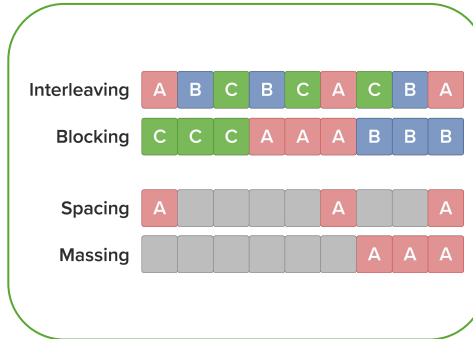 Interleaving A B C B C A C B A
Blocking C C C A A A B B B
Spacing A A A
Massing A A A